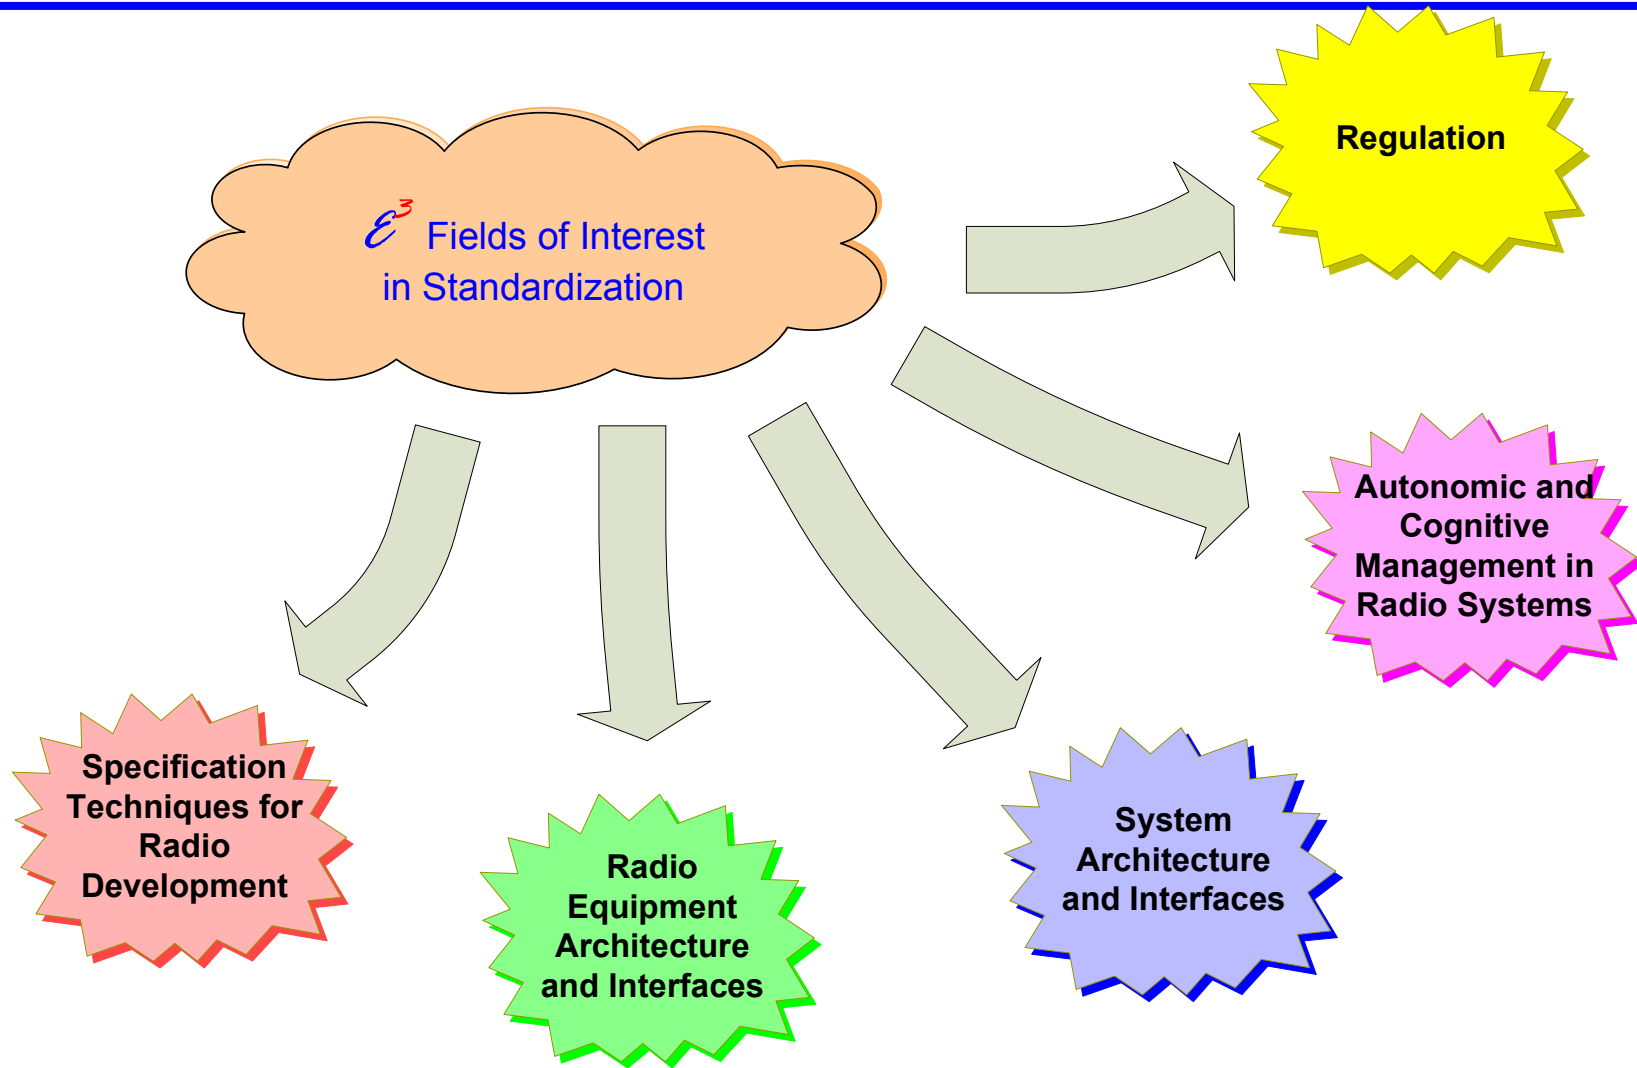 ℰ³ Fields of Interest
in Standardization
Regulation
Autonomic and
Cognitive
Management in
Radio Systems
System
Architecture
and Interfaces
Radio
Equipment
Architecture
and Interfaces
Specification
Techniques for
Radio
Development